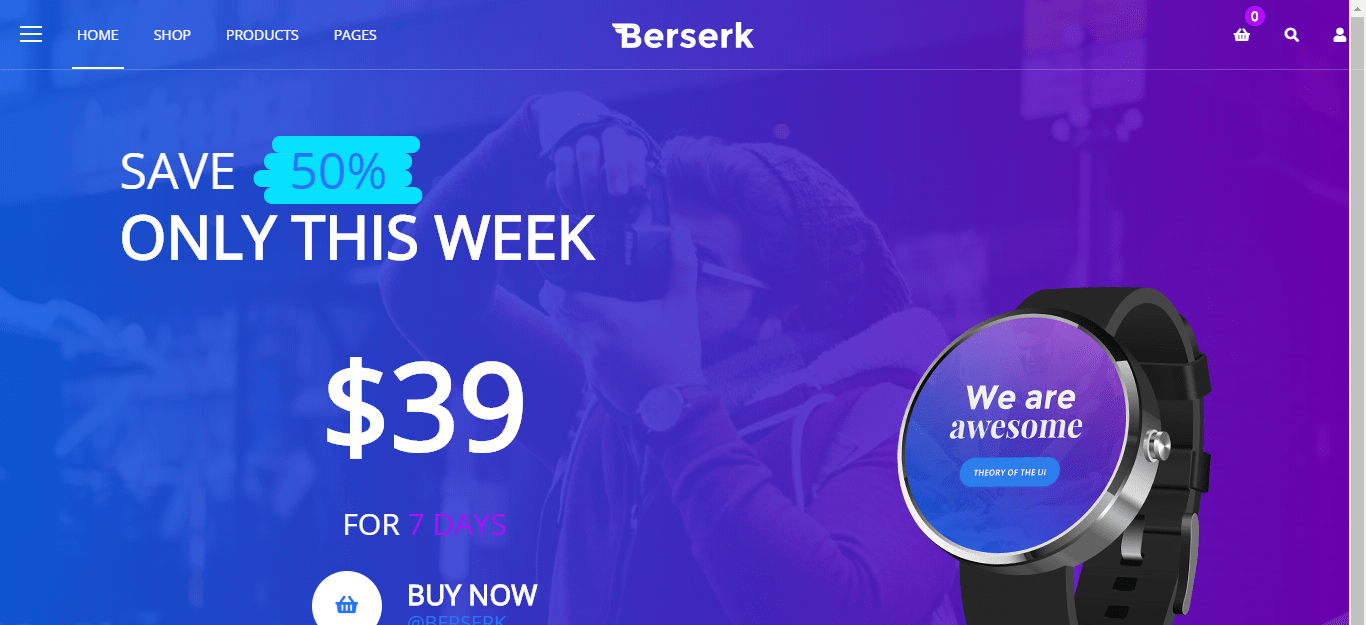 HOME SHOP PRODUCTS PAGES Berserk 0
SAVE 50%
ONLY THIS WEEK
$39
FOR 7 DAYS
BUY NOW
@BERSERK
We are
awesome
THEORY OF THE UI